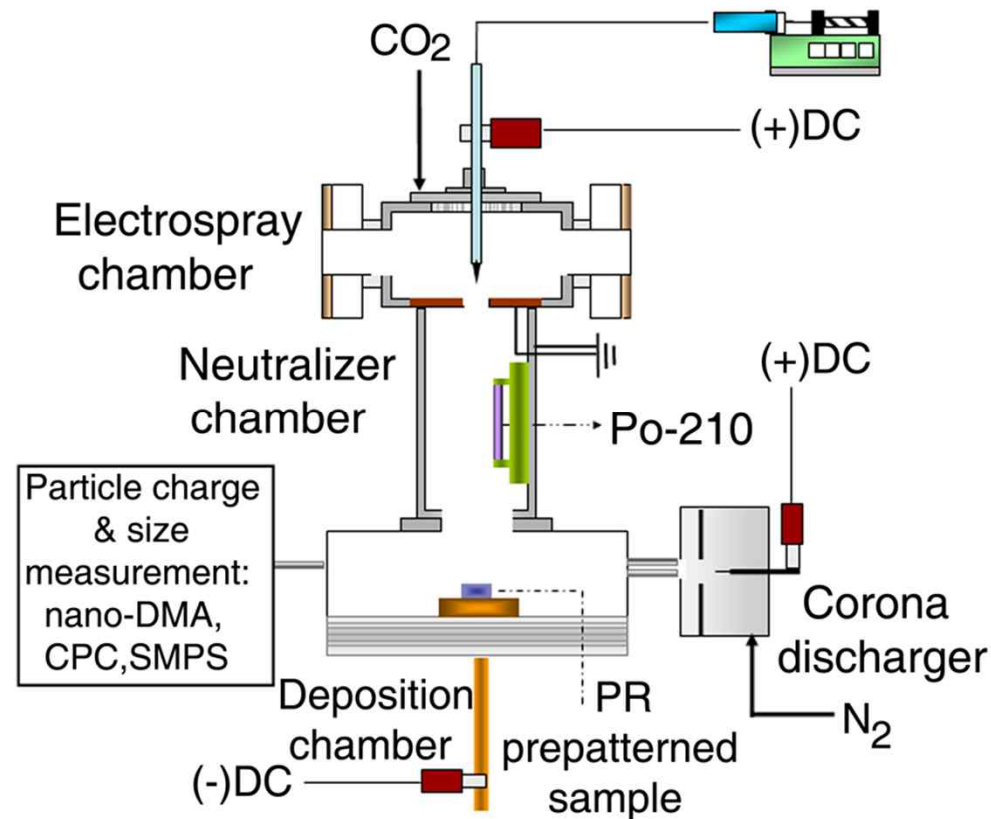 CO2
(+)DC
Electrospray
chamber
Neutralizer
chamber
(+)DC
Po-210
Particle charge
& size
measurement:
nano-DMA,
CPC,SMPS
Corona
discharger
N2
Deposition
chamber
PR
prepatterned
sample
(-)DC